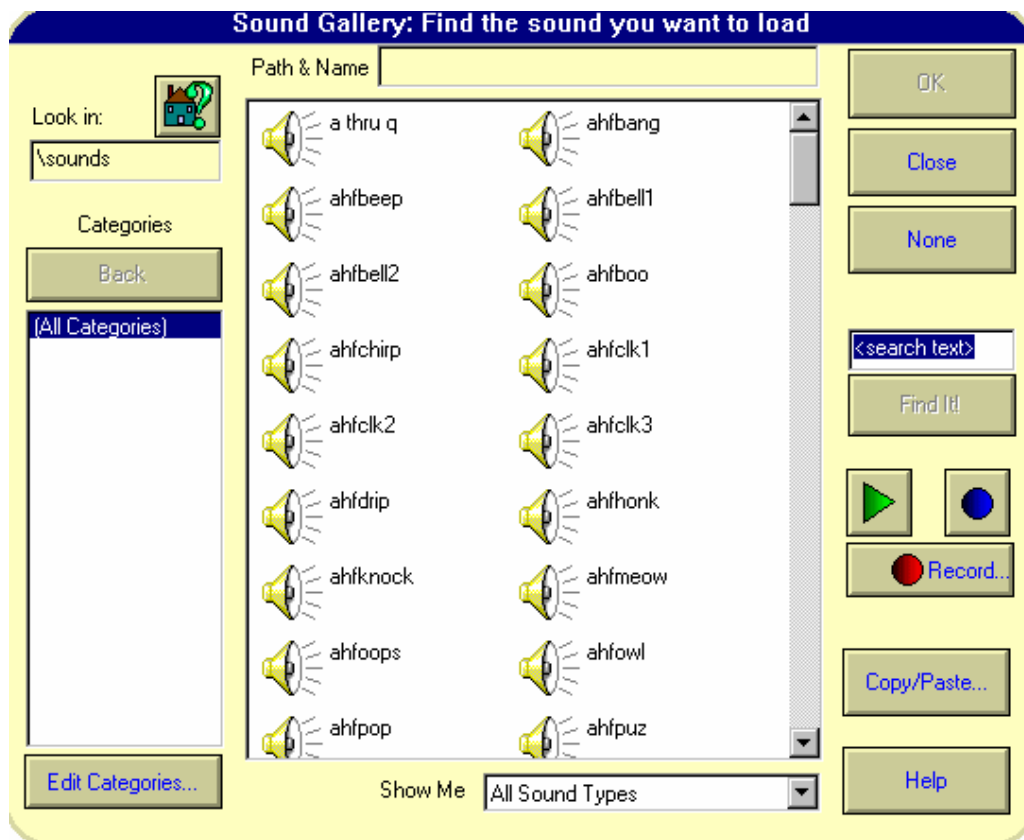 Sound Gallery: Find the sound you want to load
Path & Name
OK
Look in:
\sounds
Close
Categories
None
Back
(All Categories)
a thru q
ahfbang
ahfbeep
ahfbell1
ahfbell2
ahfboo
ahfchirp
ahfclk1
ahfclk2
ahfclk3
ahfdrip
ahfhonk
ahfknock
ahfmeow
ahfoops
ahfowl
ahfpop
ahfpuz
<search text>
Find It!
Record...
Copy/Paste...
Edit Categories...
Show Me
All Sound Types
Help